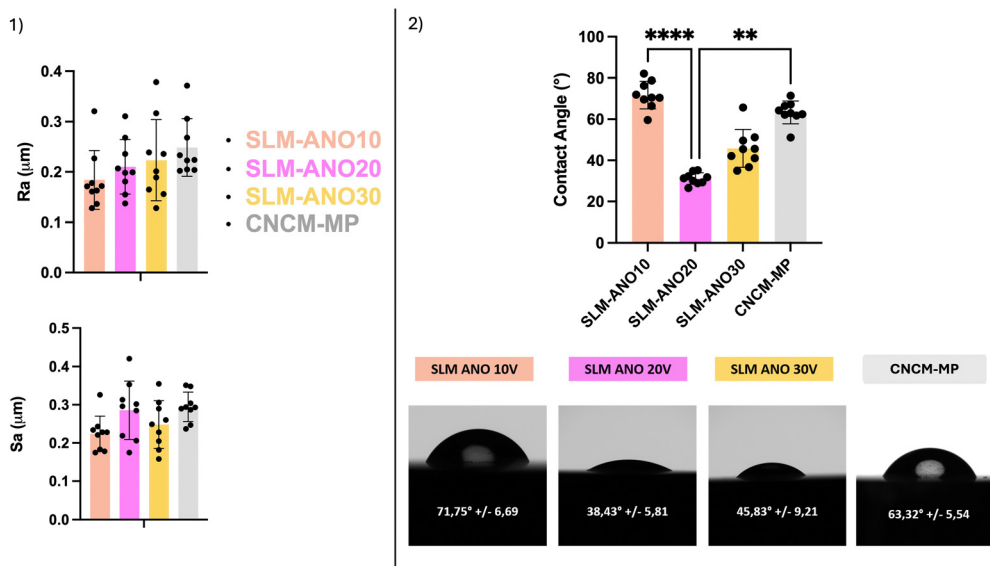 1)
0.4
0.3
0.2
0.1
0.0
Ra (μm)
• SLM-ANO10
• SLM-ANO20
• SLM-ANO30
• CNCM-MP
0.5
0.4
0.3
0.2
0.1
0.0
Sa (μm)
2)
100
80
60
40
20
0
Contact Angle (°)
**** **
SLM-ANO10
SLM-ANO20
SLM-ANO30
CNCM-MP
SLM ANO 10V
SLM ANO 20V
SLM ANO 30V
CNCM-MP
71,75° +/- 6,69
38,43° +/- 5,81
45,83° +/- 9,21
63,32° +/- 5,54